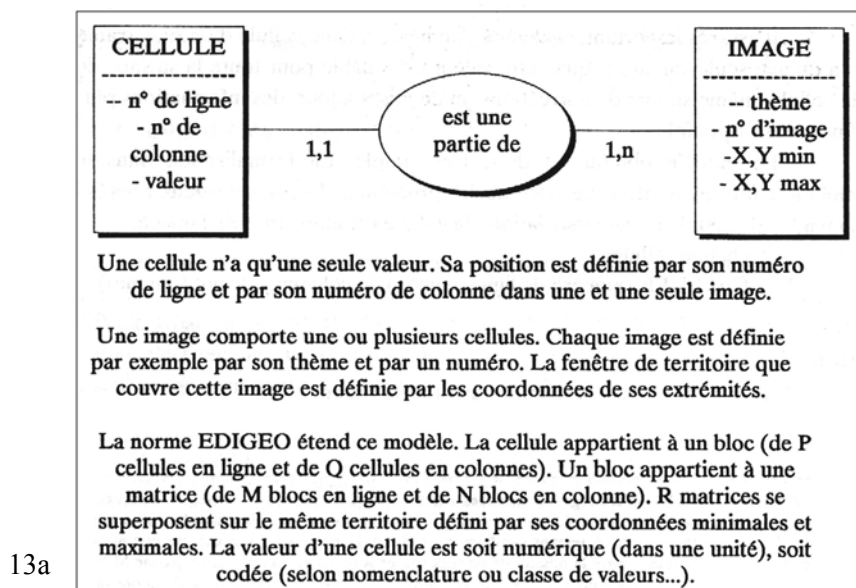 CELLULE
-- n° de ligne
- n° de
colonne
- valeur
1,1
est une
partie de
1,n
IMAGE
-- thème
- n° d'image
-X,Y min
- X,Y max
Une cellule n'a qu'une seule valeur. Sa position est définie par son numéro
de ligne et par son numéro de colonne dans une et une seule image.
Une image comporte une ou plusieurs cellules. Chaque image est définie
par exemple par son thème et par un numéro. La fenêtre de territoire que
couvre cette image est définie par les coordonnées de ses extrémités.
La norme EDIGEO étend ce modèle. La cellule appartient à un bloc (de P
cellules en ligne et de Q cellules en colonnes). Un bloc appartient à une
matrice (de M blocs en ligne et de N blocs en colonne). R matrices se
superposent sur le même territoire défini par ses coordonnées minimales et
maximales. La valeur d'une cellule est soit numérique (dans une unité), soit
codée (selon nomenclature ou classe de valeurs...).
13a